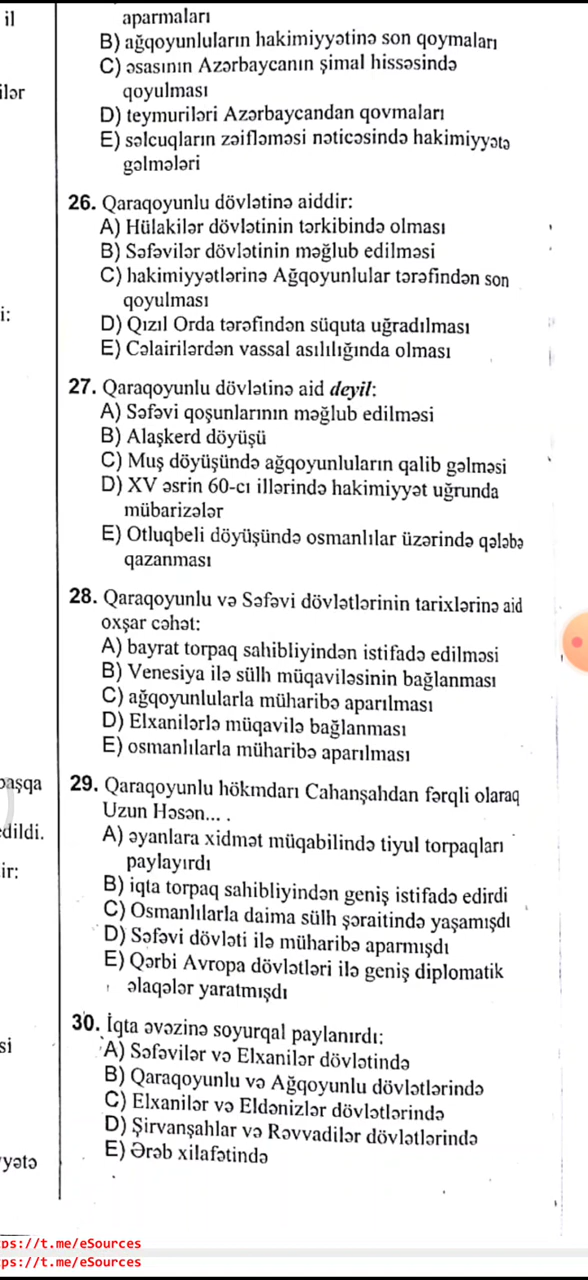 il
ilər
i:
başqa
edildi.
ir:
si
yyətə
aparmaları
B) ağqoyunluların hakimiyyətinə son qoymaları
C) əsasının Azərbaycanın şimal hissəsində
qoyulması
D) teymuriləri Azərbaycandan qovmaları
E) səlcuqların zəifləməsi nəticəsində hakimiyyətə
gəlmələri
26. Qaraqoyunlu dövlətinə aiddir:
A) Hülakilər dövlətinin tərkibində olması
B) Səfəvilər dövlətinin məğlub edilməsi
C) hakimiyyətlərinə Ağqoyunlular tərəfindən son
qoyulması
D) Qızıl Orda tərəfindən süquta uğradılması
E) Cəlairilərdən vassal asılılığında olması
27. Qaraqoyunlu dövlətinə aid deyil:
A) Səfəvi qoşunlarının məğlub edilməsi
B) Alaşkerd döyüşü
C) Muş döyüşündə ağqoyunluların qalib gəlməsi
D) XV əsrin 60-cı illərində hakimiyyət uğrunda
mübarizələr
E) Otluqbeli döyüşündə osmanlılar üzərində qələbə
qazanması
28. Qaraqoyunlu və Səfəvi dövlətlərinin tarixlərinə aid
oxşar cəhət:
A) bayrat torpaq sahibliyindən istifadə edilməsi
B) Venesiya ilə sülh müqaviləsinin bağlanması
C) ağqoyunlularla müharibə aparılması
D) Elxanilərlə müqavilə bağlanması
E) osmanlılarla müharibə aparılması
29. Qaraqoyunlu hökmdarı Cahanşahdan fərqli olaraq
Uzun Həsən... .
A) əyanlara xidmət müqabilində tiyul torpaqları
paylayırdı
B) iqta torpaq sahibliyindən geniş istifadə edirdi
C) Osmanlılarla daima sülh şəraitində yaşamışdı
D) Səfəvi dövləti ilə müharibə aparmışdı
E) Qərbi Avropa dövlətləri ilə geniş diplomatik
əlaqələr yaratmışdı
30. İqta əvəzinə soyurqal paylanırdı:
A) Səfəvilər və Elxanilər dövlətində
B) Qaraqoyunlu və Ağqoyunlu dövlətlərində
C) Elxanilər və Eldənizlər dövlətlərində
D) Şirvanşahlar və Rəvvadilər dövlətlərində
E) Ərəb xilafətində
ps://t.me/eSources
ps://t.me/eSources